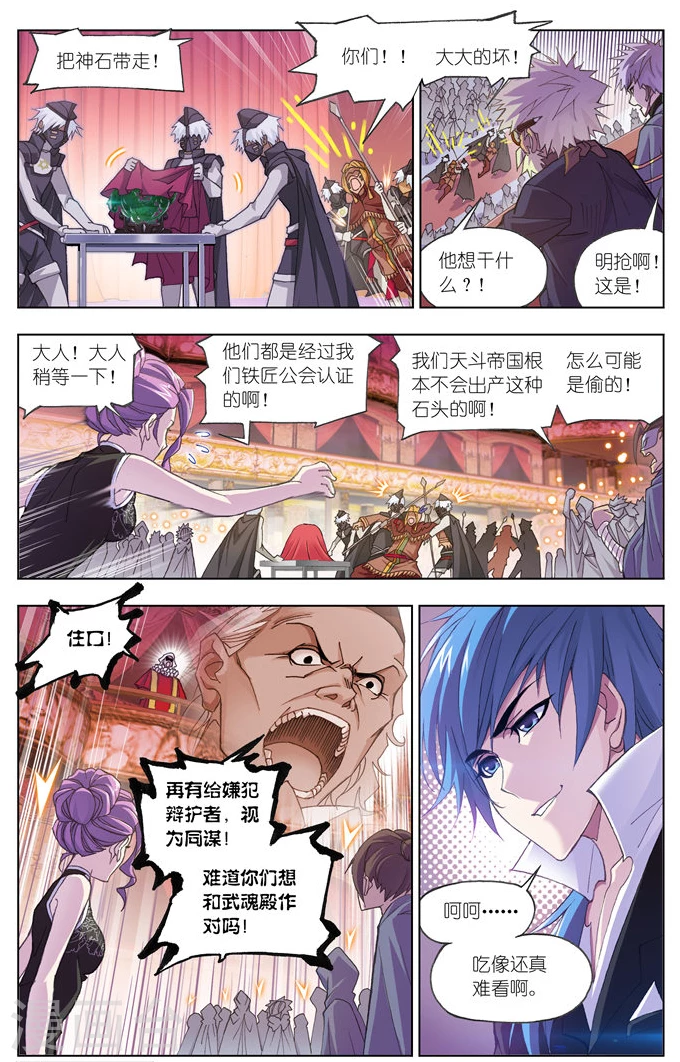 把神石带走！
你们！！
大大的坏！
他想干什
么？！
明抢啊！
这是！
大人！大人
稍等一下！
他们都是经过我
们铁匠公会认证
的啊！
我们天斗帝国根
本不会出产这种
石头的啊！
怎么可能
是偷的！
住口！
再有给嫌犯
辩护者，视
为局谋！
难道你们想
和武魂殿作
对吗！
呵呵……
吃像还真
难看啊。